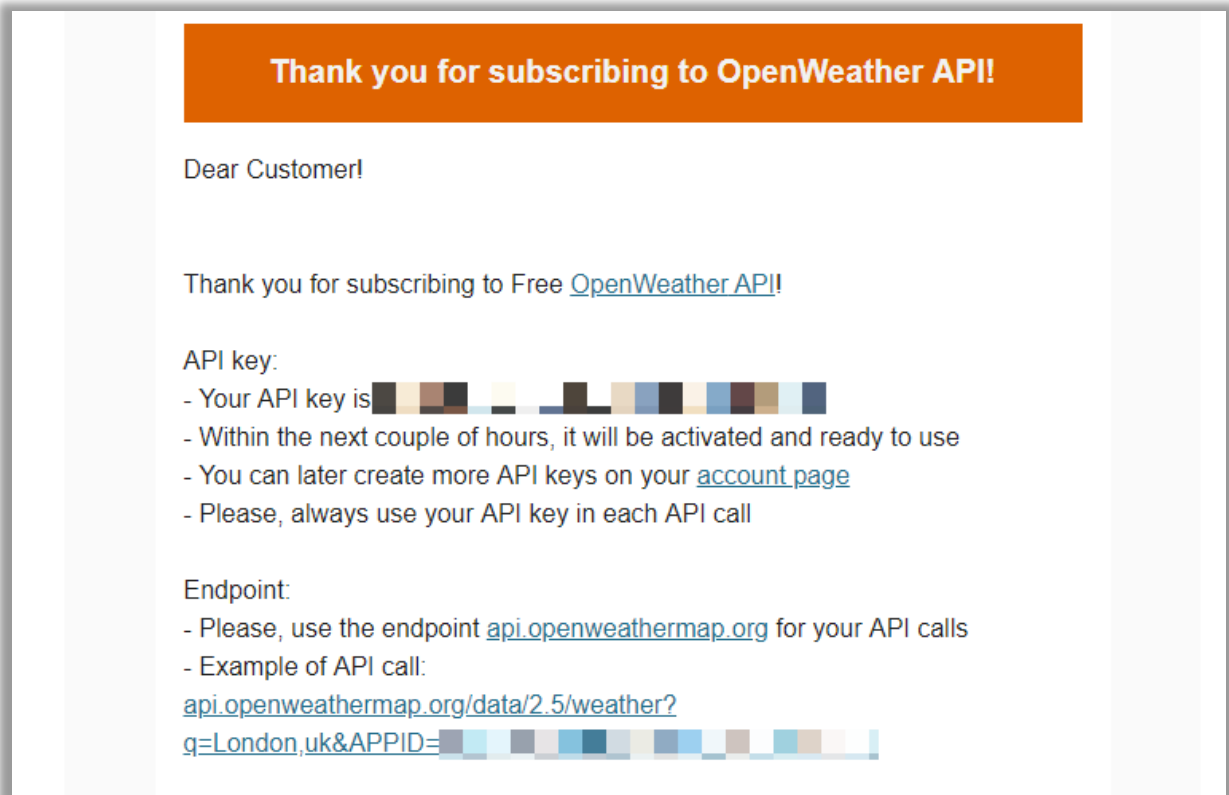 Thank you for subscribing to OpenWeather API!
Dear Customer!
Thank you for subscribing to Free OpenWeather API!
API key:
- Your API key is
- Within the next couple of hours, it will be activated and ready to use
- You can later create more API keys on your account page
- Please, always use your API key in each API call
Endpoint:
- Please, use the endpoint api.openweathermap.org for your API calls
- Example of API call:
api.openweathermap.org/data/2.5/weather?
q=London,uk&APPID=